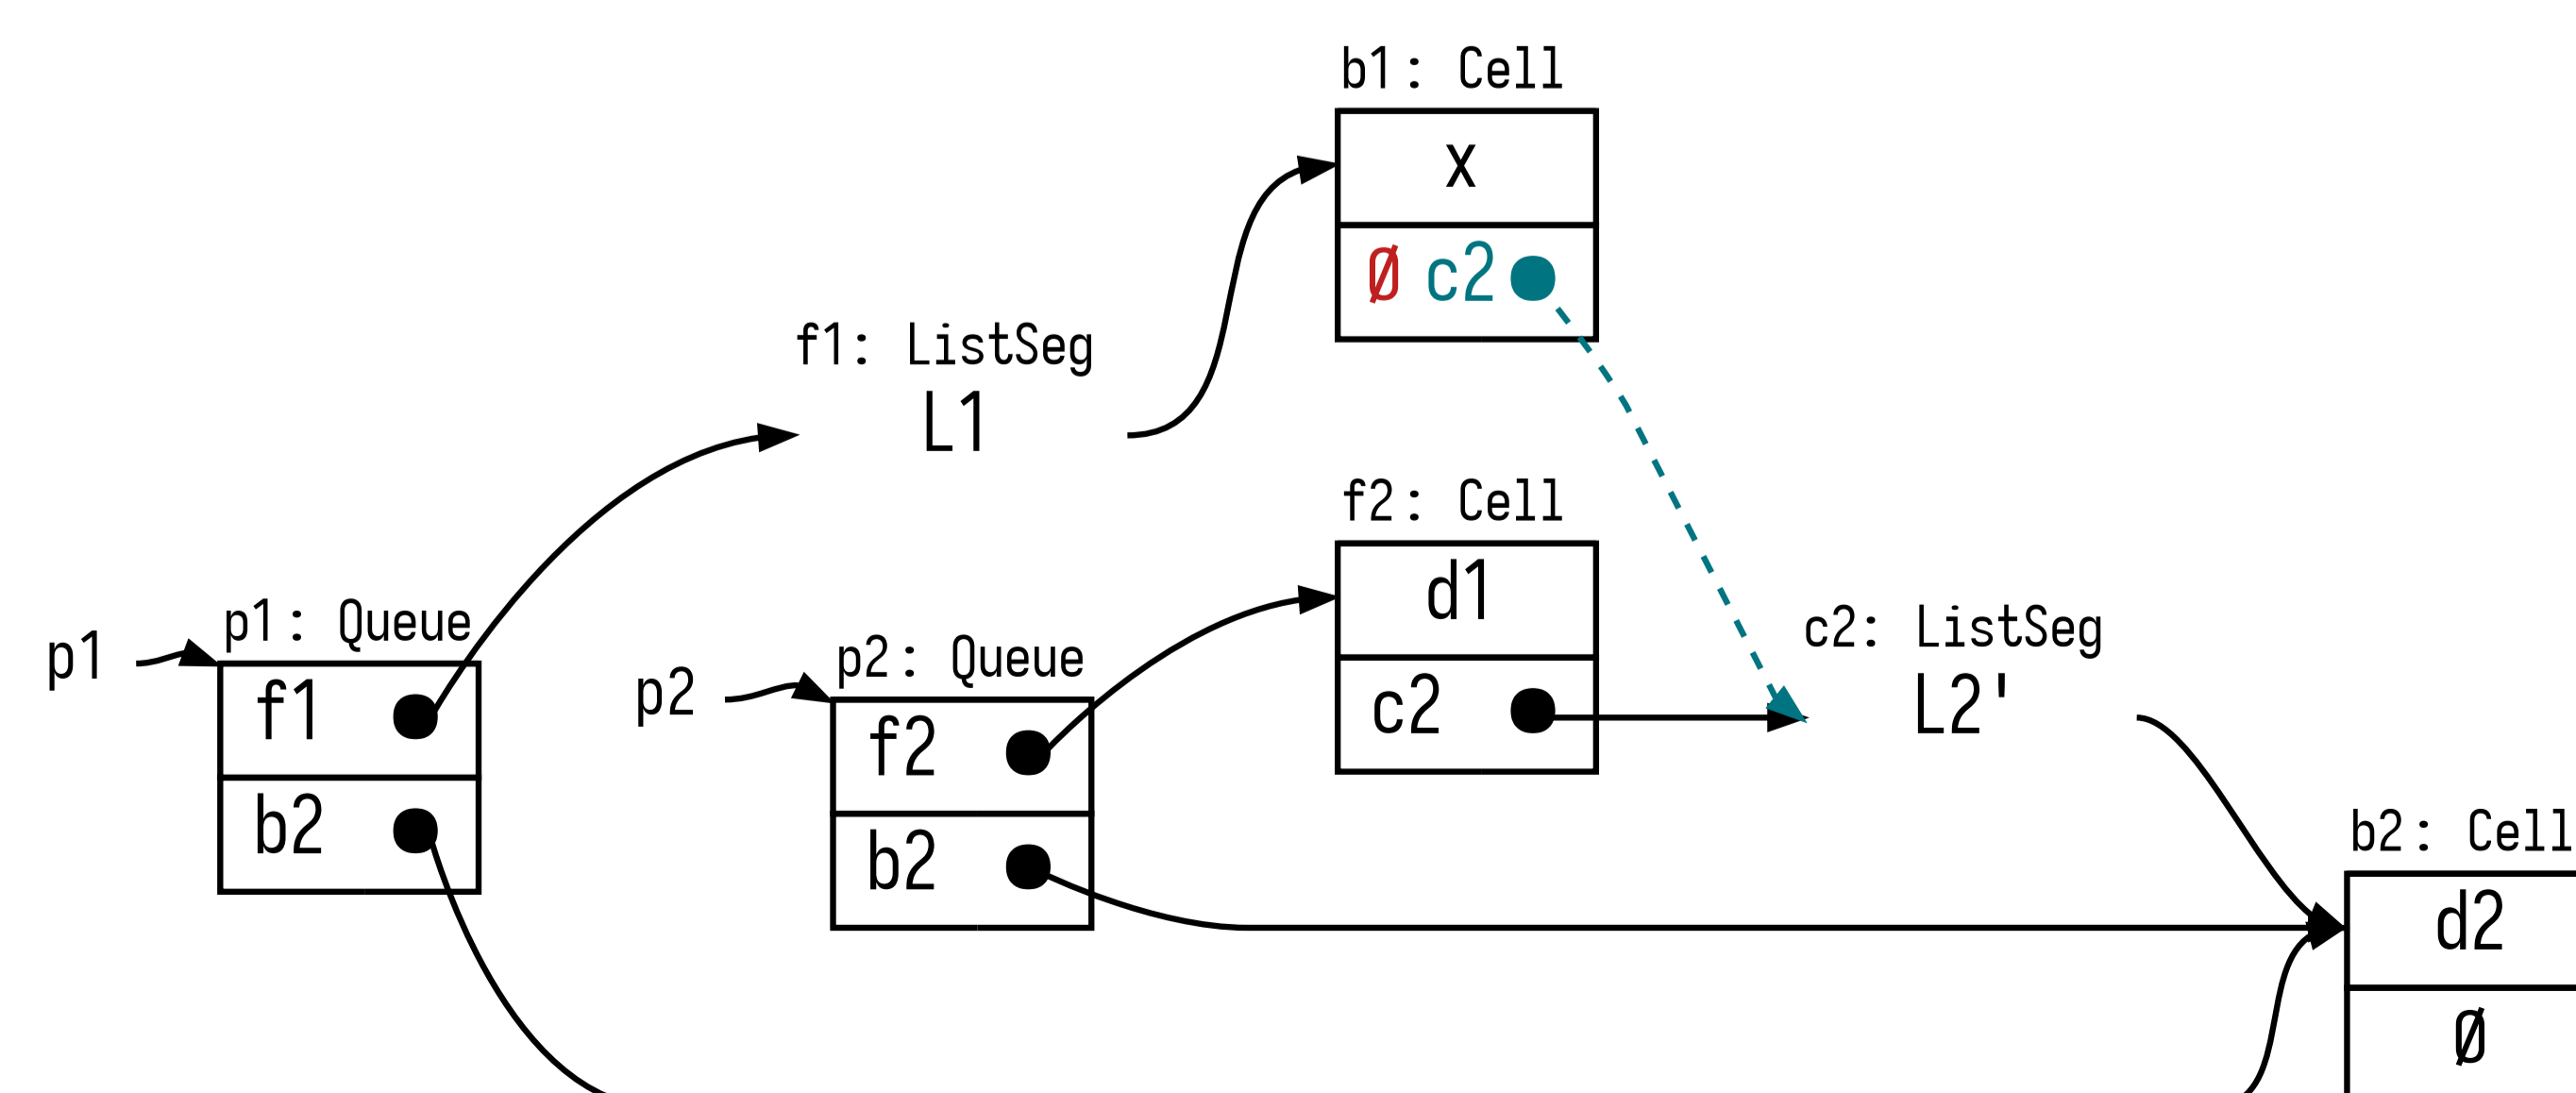 b1: Cell
x
Ø c2
f1: ListSeg
L1
f2: Cell
d1
c2
p1
p1: Queue
f1
b2
p2
p2: Queue
f2
b2
c2: ListSeg
L2'
b2: Cell
d2
Ø